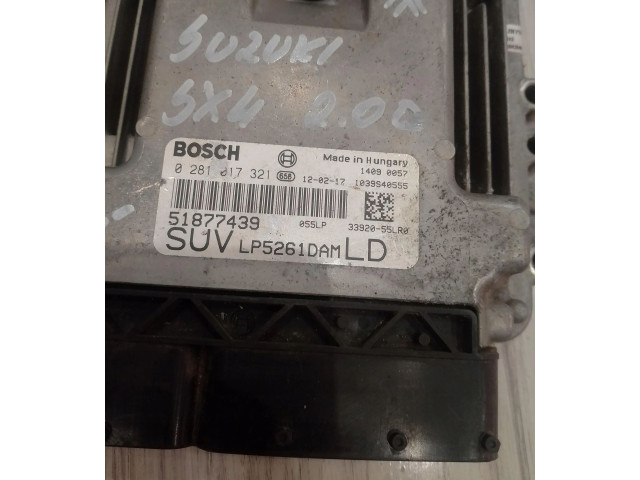 SUZUKI
SX4 2.0D
BOSCH Made in Hungary
0 281 017 321 658 12-02-17 1409 0057
1039S40555
51877439 055LP 33920-55LR0
SUV LP5261DAM LD